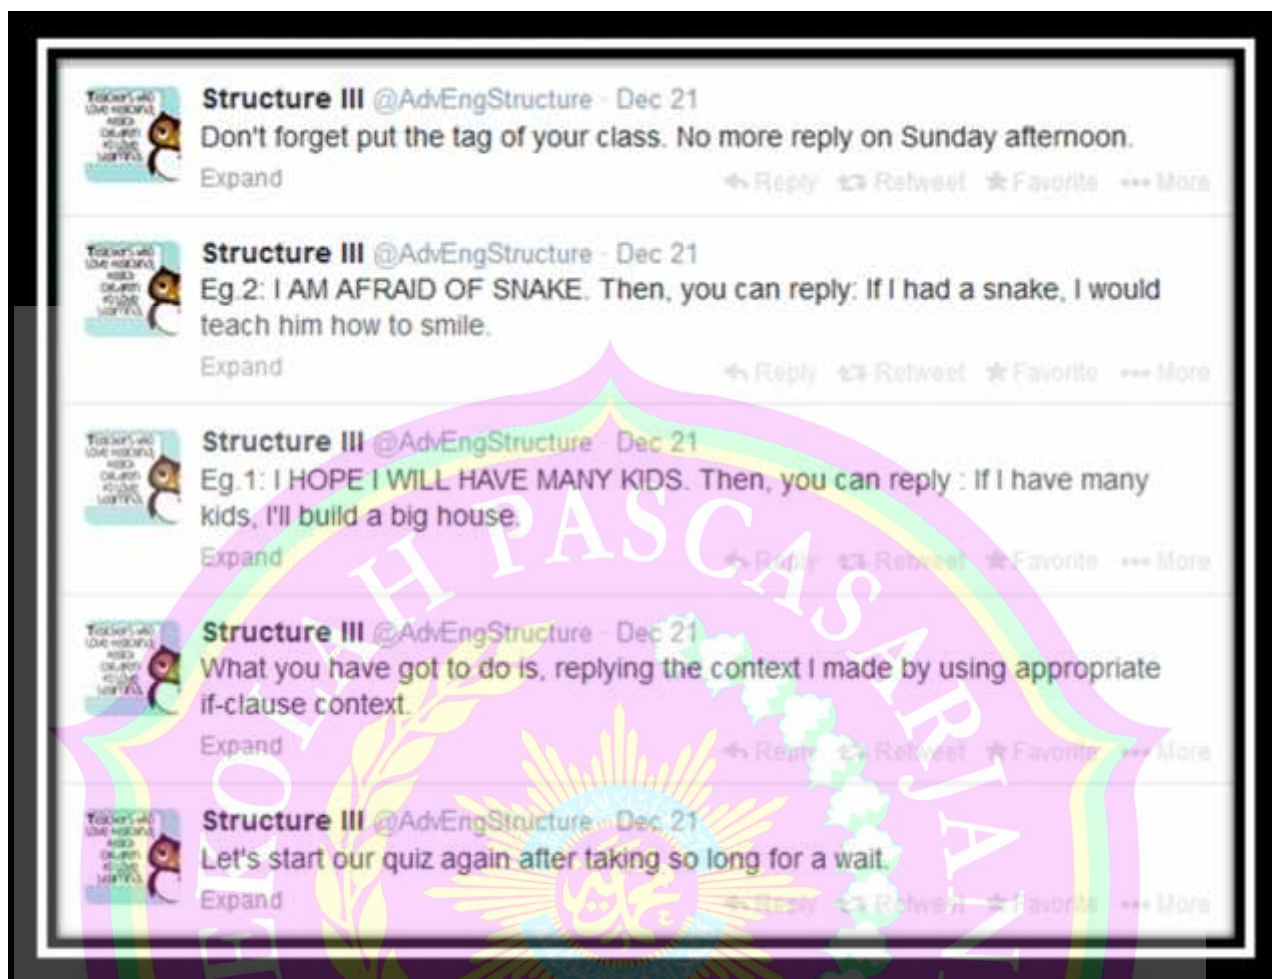 Structure III @AdvEngStructure · Dec 21
Don't forget put the tag of your class. No more reply on Sunday afternoon.
Expand
Reply Retweet Favorite More
Structure III @AdvEngStructure · Dec 21
Eg.2: I AM AFRAID OF SNAKE. Then, you can reply: If I had a snake, I would
teach him how to smile.
Expand
Reply Retweet Favorite More
Structure III @AdvEngStructure · Dec 21
Eg.1: I HOPE I WILL HAVE MANY KIDS. Then, you can reply : If I have many
kids, I'll build a big house.
Expand
Reply Retweet Favorite More
Structure III @AdvEngStructure · Dec 21
What you have got to do is, replying the context I made by using appropriate
if-clause context.
Expand
Reply Retweet Favorite More
Structure III @AdvEngStructure · Dec 21
Let's start our quiz again after taking so long for a wait.
Expand
Reply Retweet Favorite More
EKOLAH PASCASARJAN